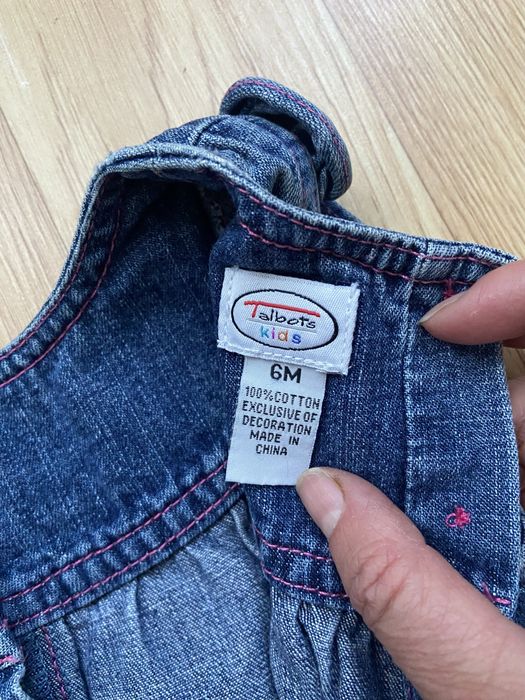 Talbots
kids
6M
100%COTTON
EXCLUSIVE OF
DECORATION
MADE IN
CHINA